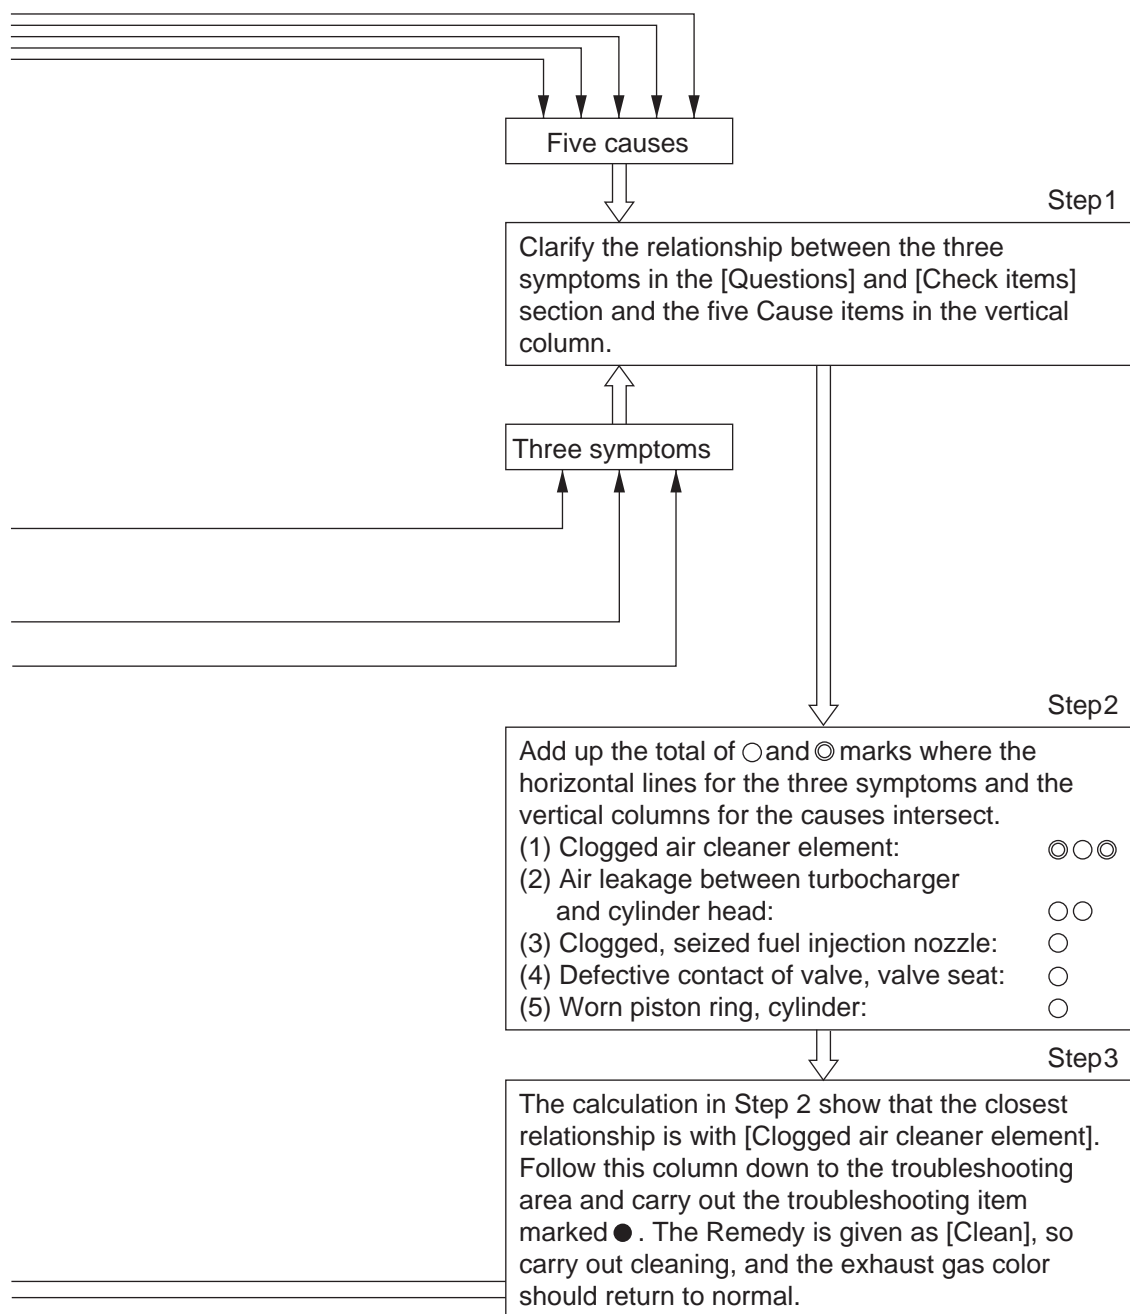 Five causes
Step1
Clarify the relationship between the three
symptoms in the [Questions] and [Check items]
section and the five Cause items in the vertical
column.
Three symptoms
Step2
Add up the total of ○ and ◎ marks where the
horizontal lines for the three symptoms and the
vertical columns for the causes intersect.
(1) Clogged air cleaner element: ◎○◎
(2) Air leakage between turbocharger
and cylinder head: ○○
(3) Clogged, seized fuel injection nozzle: ○
(4) Defective contact of valve, valve seat: ○
(5) Worn piston ring, cylinder: ○
Step3
The calculation in Step 2 show that the closest
relationship is with [Clogged air cleaner element].
Follow this column down to the troubleshooting
area and carry out the troubleshooting item
marked ● . The Remedy is given as [Clean], so
carry out cleaning, and the exhaust gas color
should return to normal.